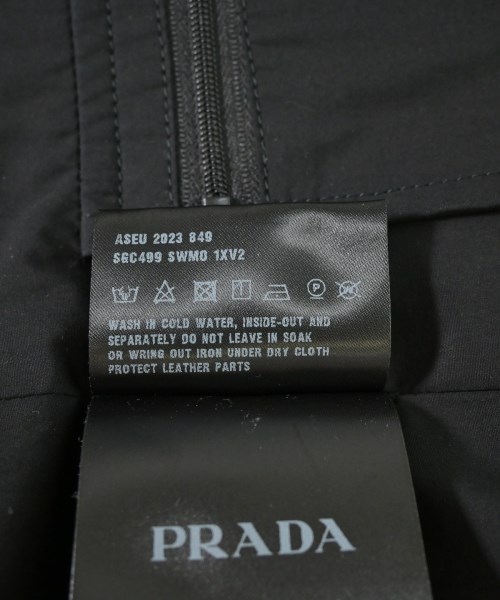 ASEU 2023 849
SGC499 SWMO 1XV2
P W
WASH IN COLD WATER, INSIDE-OUT AND
SEPARATELY DO NOT LEAVE IN SOAK
OR WRING OUT IRON UNDER DRY CLOTH
PROTECT LEATHER PARTS
PRADA